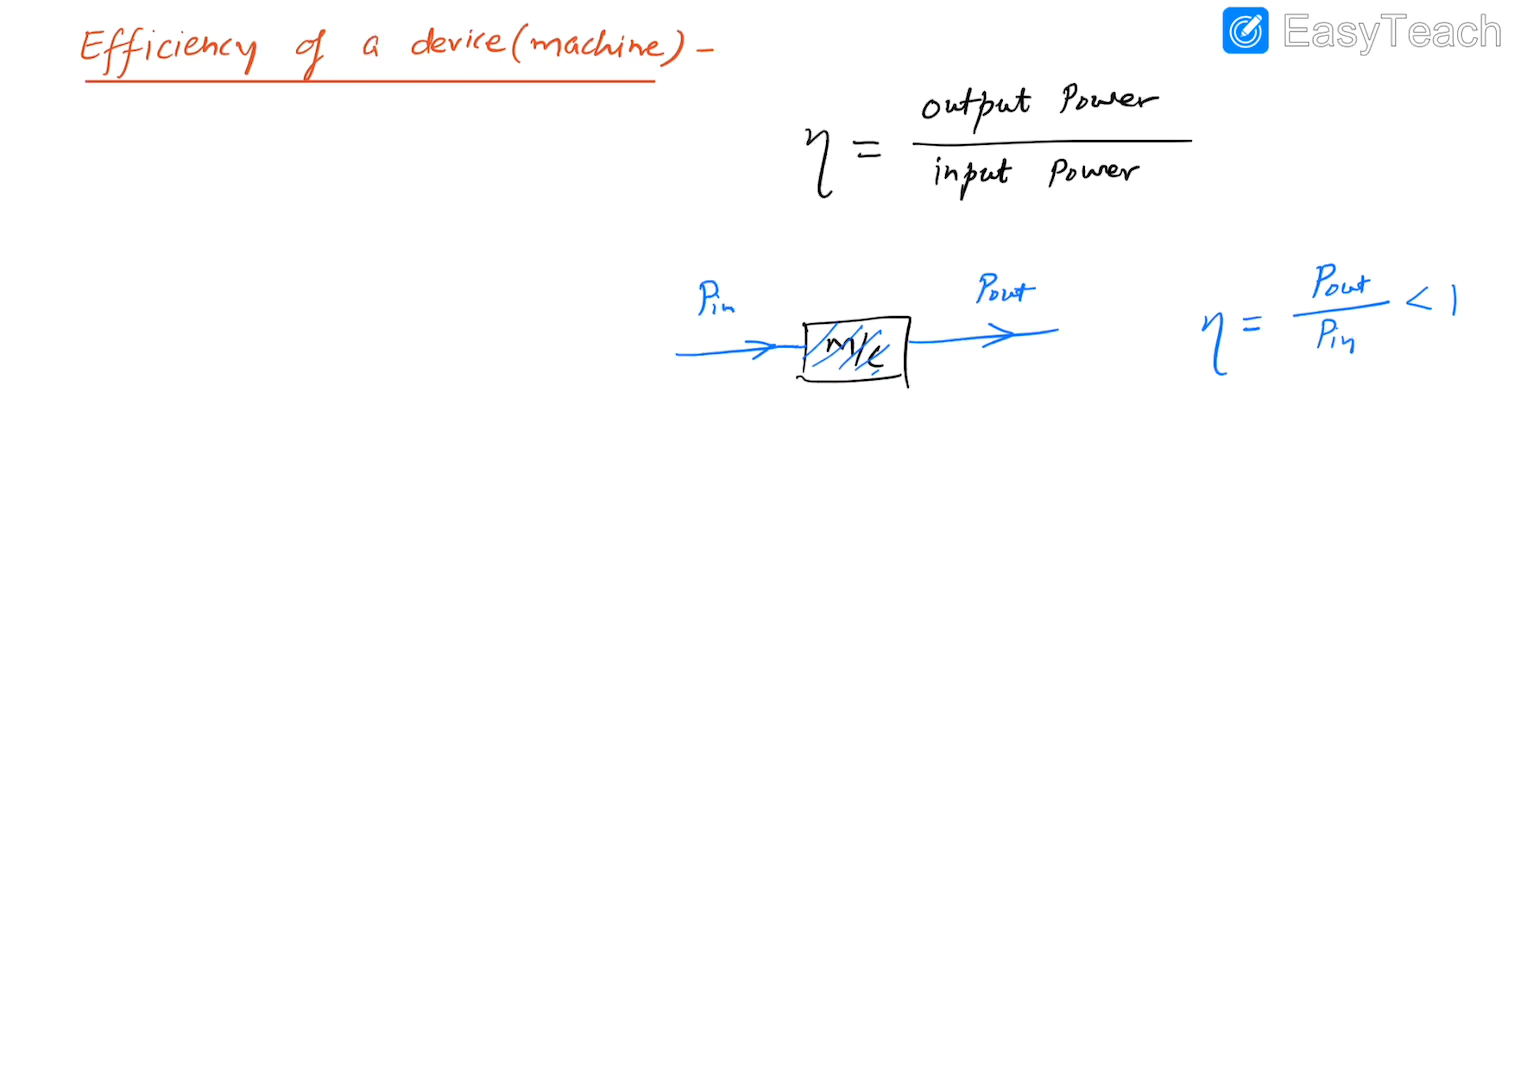 Efficiency of a device (machine) -
EasyTeach
η = output Power / input Power
Pin
Pout
m/c
η = Pout / Pin < 1